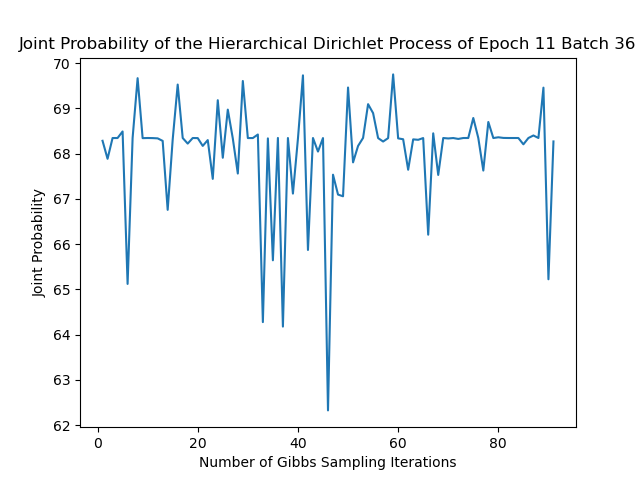 Joint Probability of the Hierarchical Dirichlet Process of Epoch 11 Batch 36
70
69
68
67
66
65
64
63
62
Joint Probability
0 20 40 60 80
Number of Gibbs Sampling Iterations